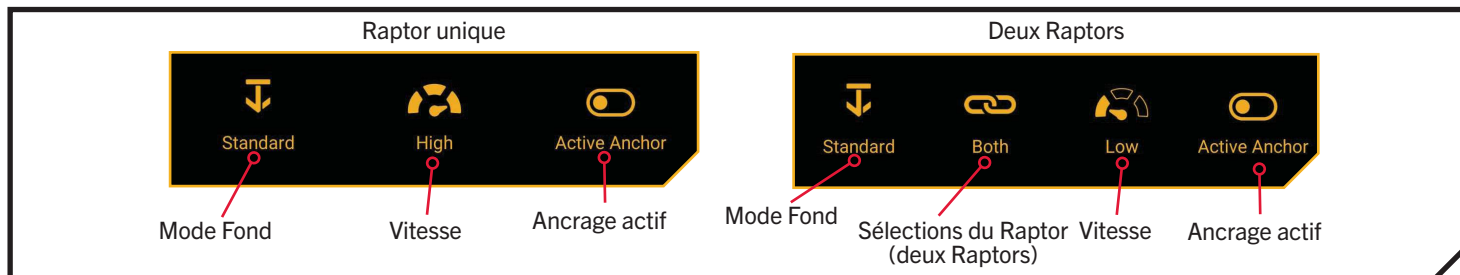 Raptor unique
Deux Raptors
Standard
High
Active Anchor
Standard
Both
Low
Active Anchor
Mode Fond
Vitesse
Ancrage actif
Mode Fond
Sélections du Raptor
(deux Raptors)
Vitesse
Ancrage actif